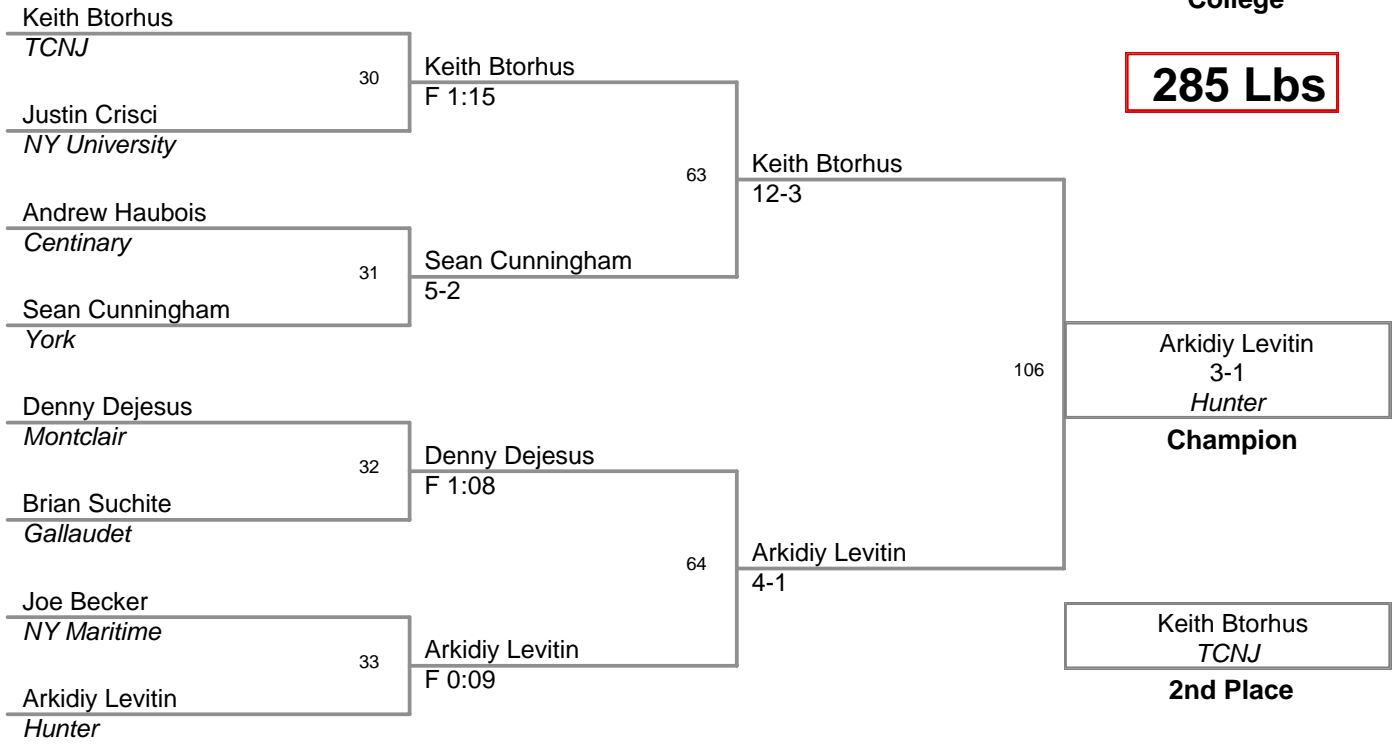 College
285 Lbs
Keith Btorhus
TCNJ
30
Justin Crisci
NY University
Keith Btorhus
F 1:15
Andrew Haubois
Centinary
31
Sean Cunningham
York
Sean Cunningham
5-2
63
Keith Btorhus
12-3
Denny Dejesus
Montclair
32
Brian Suchite
Gallaudet
Denny Dejesus
F 1:08
Joe Becker
NY Maritime
33
Arkidiy Levitin
Hunter
Arkidiy Levitin
F 0:09
64
Arkidiy Levitin
4-1
106
Arkidiy Levitin
3-1
Hunter
Champion
Keith Btorhus
TCNJ
2nd Place